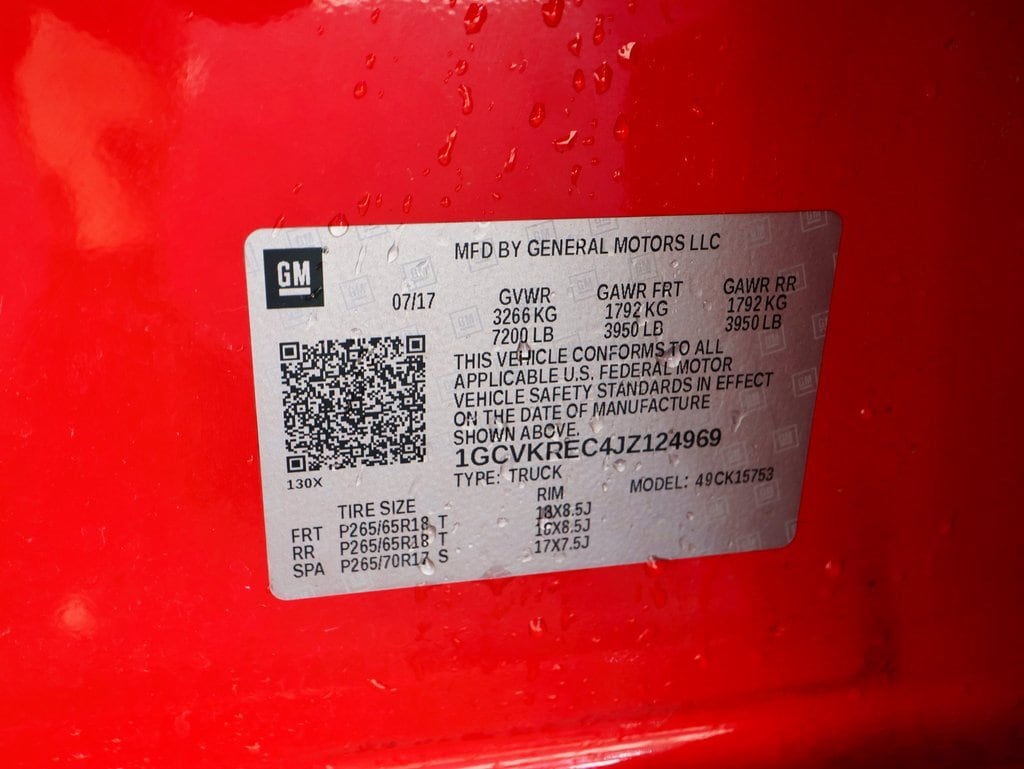 GM
MFD BY GENERAL MOTORS LLC
07/17
GVWR GAWR FRT GAWR RR
3266 KG 1792 KG 1792 KG
7200 LB 3950 LB 3950 LB
THIS VEHICLE CONFORMS TO ALL
APPLICABLE U.S. FEDERAL MOTOR
VEHICLE SAFETY STANDARDS IN EFFECT
ON THE DATE OF MANUFACTURE
SHOWN ABOVE.
1GCVKREC4JZ124969
130X
TYPE: TRUCK MODEL: 49CK15753
TIRE SIZE RIM
FRT P265/65R18 T 18X8.5J
RR P265/65R18 T 18X8.5J
SPA P265/70R17 S 17X7.5J